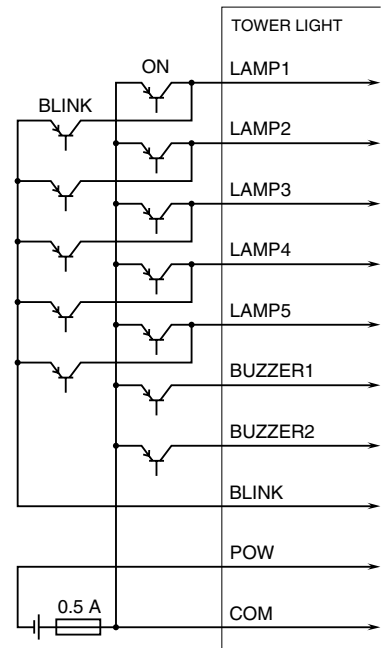 TOWER LIGHT
ON
LAMP1
BLINK
LAMP2
LAMP3
LAMP4
LAMP5
BUZZER1
BUZZER2
BLINK
POW
0.5 A
COM